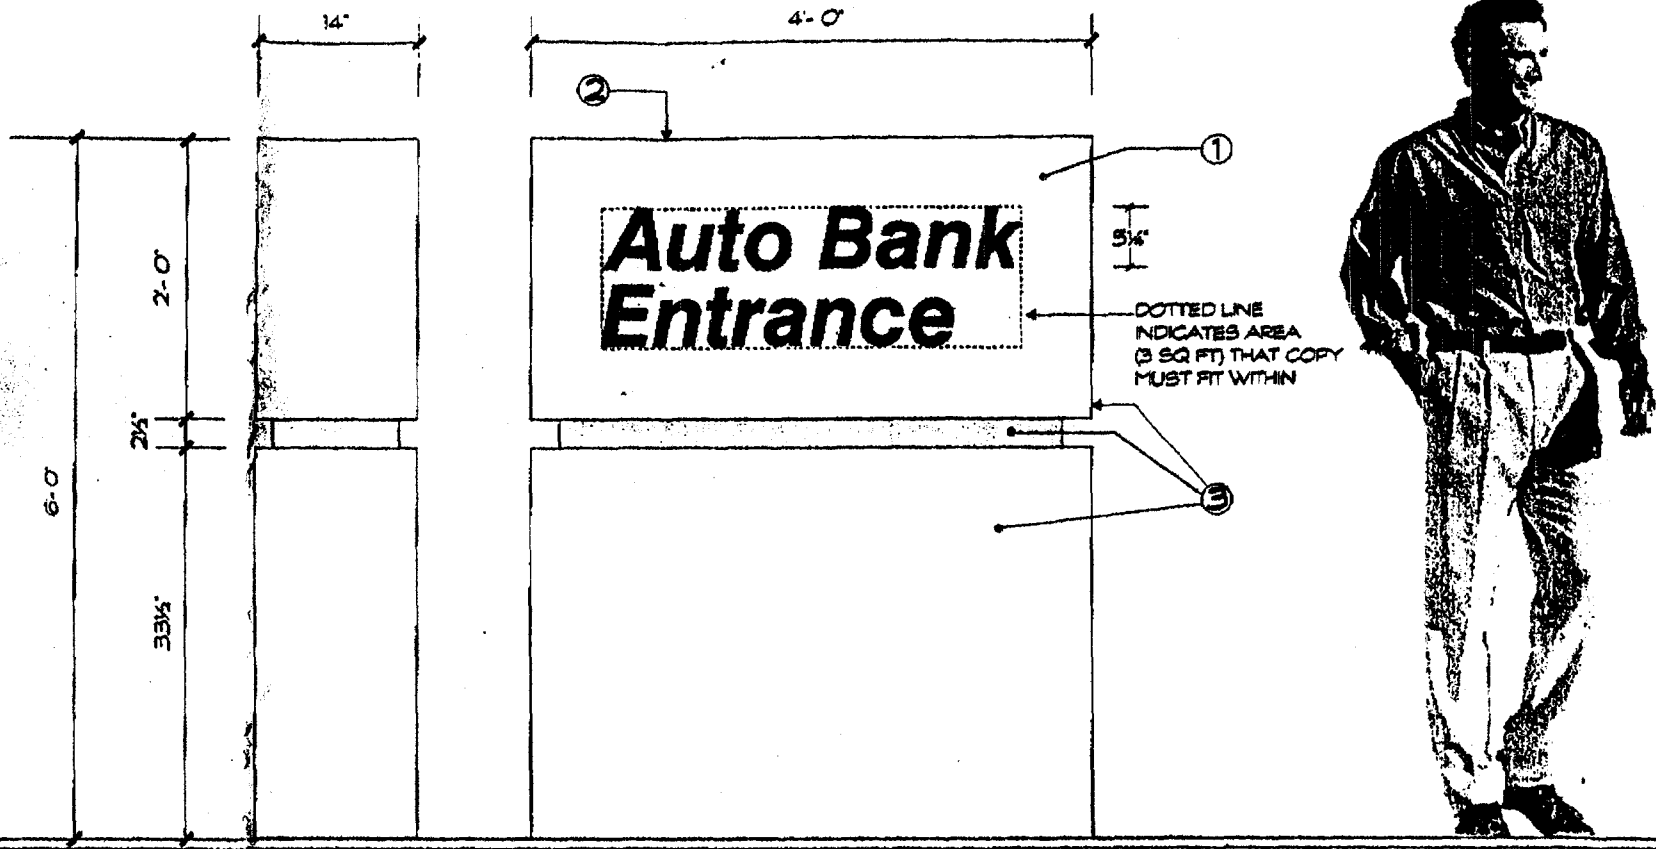 14"
4'-0"
2
1
Auto Bank
Entrance
5¼"
2'-0"
DOTTED LINE
INDICATES AREA
(3 SQ FT) THAT COPY
MUST FIT WITHIN
2½"
6'-0"
3
33½"